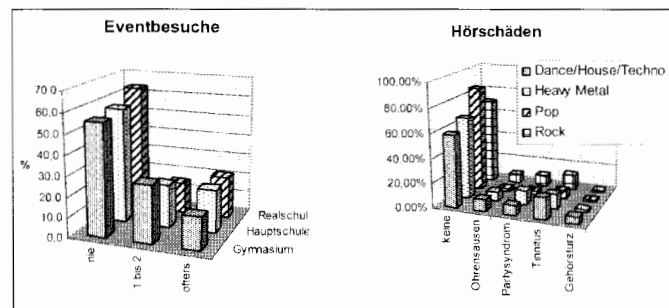 Eventbesuche
70.0
60.0
50.0
40.0
30.0
20.0
10.0
0.0
%
nie
1 bis 2
öfters
Realschul
Hauptschule
Gymnasium
Hörschäden
100,00%
80,00%
60,00%
40,00%
20,00%
0,00%
keine
Ohrensausen
Partysyndrom
Tinnitus
Gehörsturz
Dance/House/Techno
Heavy Metal
Pop
Rock